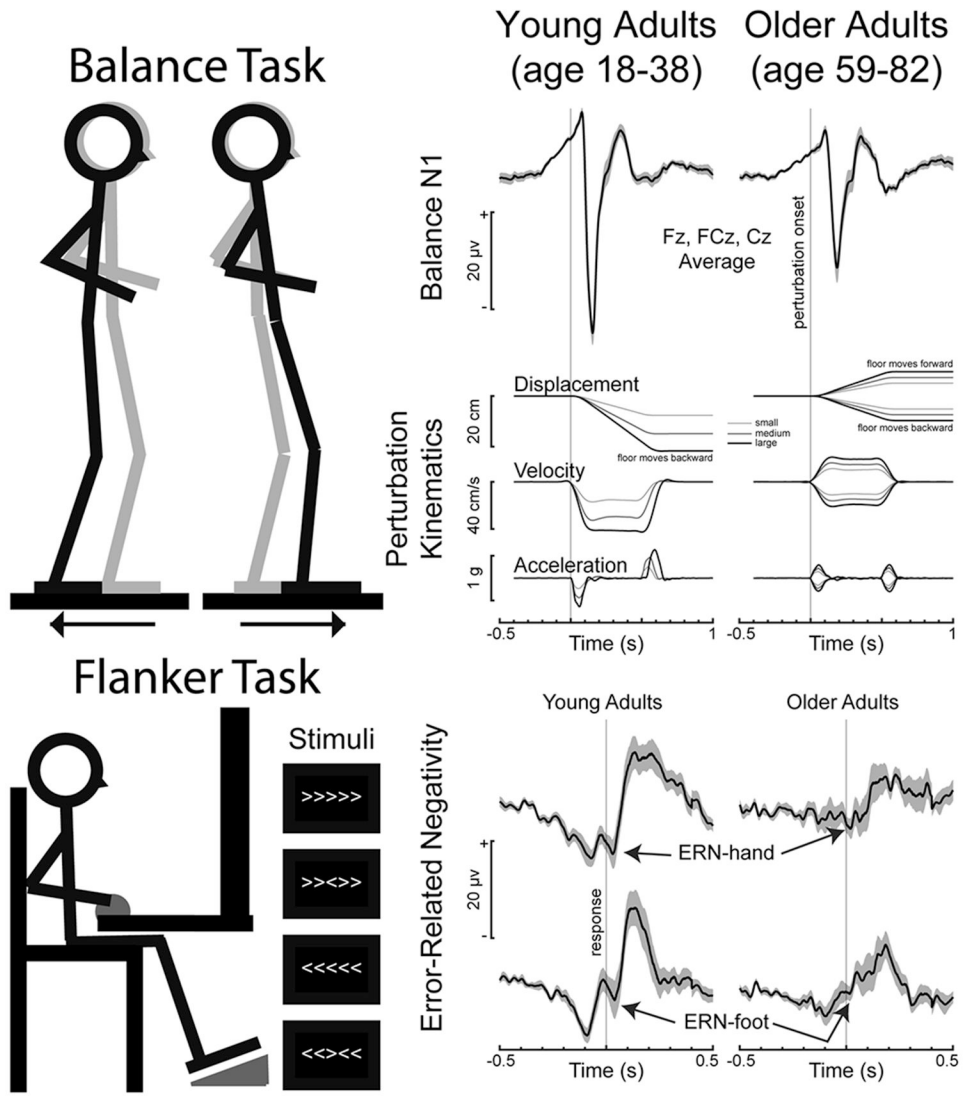 Balance Task
Young Adults
(age 18-38)
Older Adults
(age 59-82)
Balance N1
+
20 μv
-
Fz, FCz, Cz
Average
perturbation onset
Perturbation
Kinematics
Displacement
20 cm
floor moves backward
floor moves forward
small
medium
large
floor moves backward
Velocity
40 cm/s
Acceleration
1 g
-0.5
1
Time (s)
-0.5
1
Time (s)
Flanker Task
Stimuli
>>>>>
>><>>
<<<<<
<<><<
Error-Related Negativity
Young Adults
Older Adults
+
20 μv
-
ERN-hand
response
ERN-foot
-0.5
0.5
Time (s)
-0.5
0.5
Time (s)